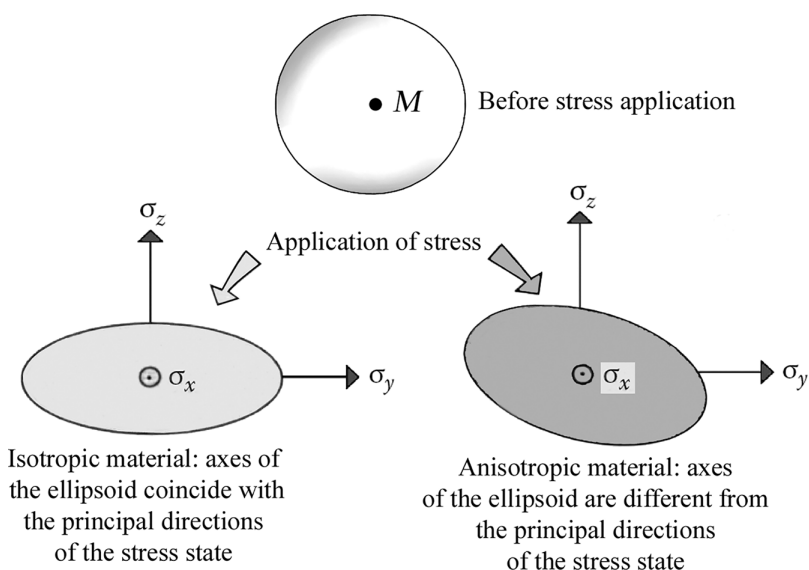 M
Before stress application
σz
σz
Application of stress
σx
σy
σx
σy
Isotropic material: axes of
the ellipsoid coincide with
the principal directions
of the stress state
Anisotropic material: axes
of the ellipsoid are different from
the principal directions
of the stress state